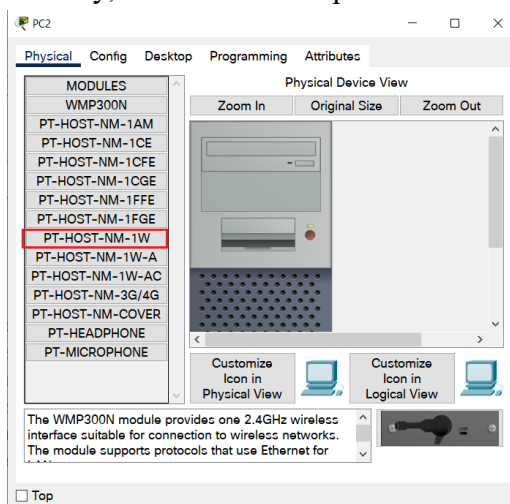 PC2
Physical Config Desktop Programming Attributes
MODULES
WMP300N
PT-HOST-NM-1AM
PT-HOST-NM-1CE
PT-HOST-NM-1CFE
PT-HOST-NM-1CGE
PT-HOST-NM-1FFE
PT-HOST-NM-1FGE
PT-HOST-NM-1W
PT-HOST-NM-1W-A
PT-HOST-NM-1W-AC
PT-HOST-NM-3G/4G
PT-HOST-NM-COVER
PT-HEADPHONE
PT-MICROPHONE
Physical Device View
Zoom In Original Size Zoom Out
Customize
Icon in
Physical View
Customize
Icon in
Logical View
The WMP300N module provides one 2.4GHz wireless
interface suitable for connection to wireless networks.
The module supports protocols that use Ethernet for
Top